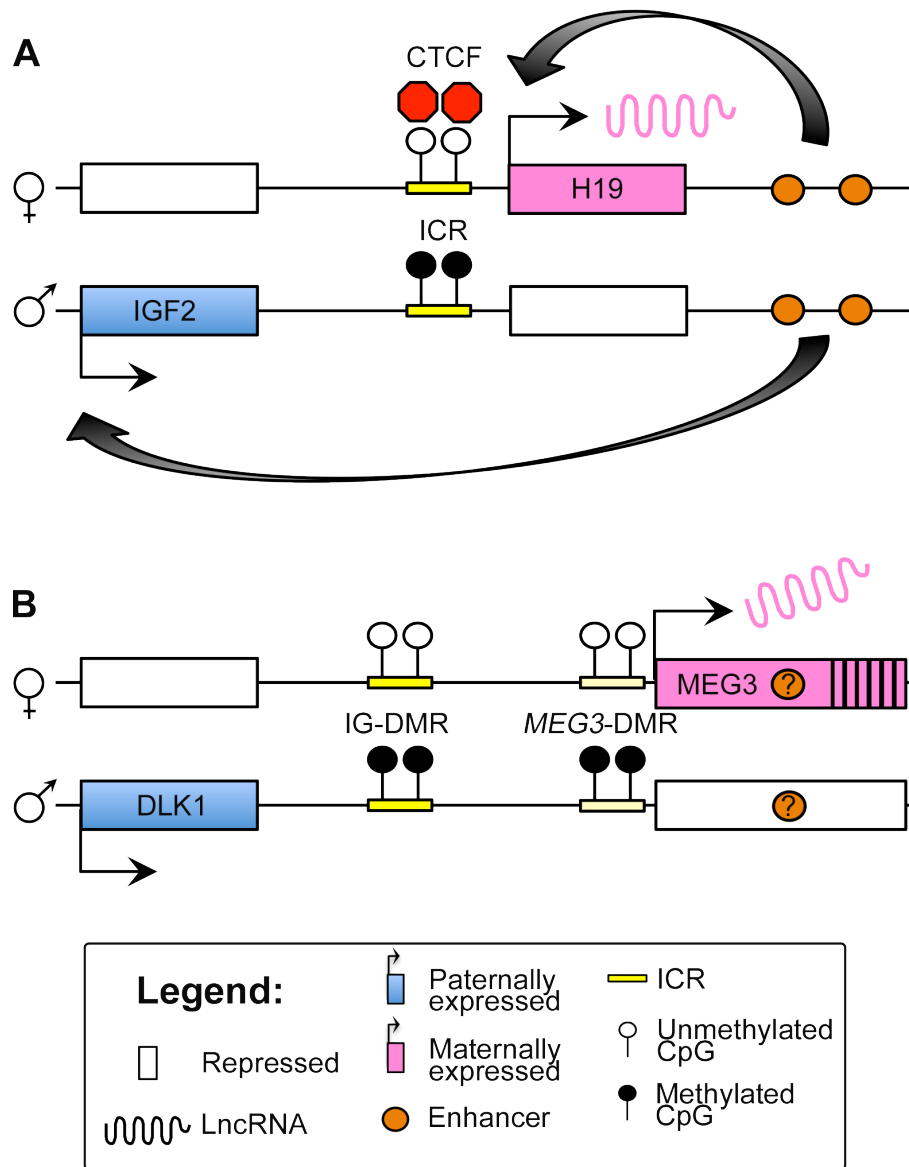 A
CTCF
H19
ICR
IGF2
B
MEG3 ?
IG-DMR MEG3-DMR
DLK1 ?
Legend:
Repressed
LncRNA
Paternally
expressed
Maternally
expressed
Enhancer
ICR
Unmethylated
CpG
Methylated
CpG